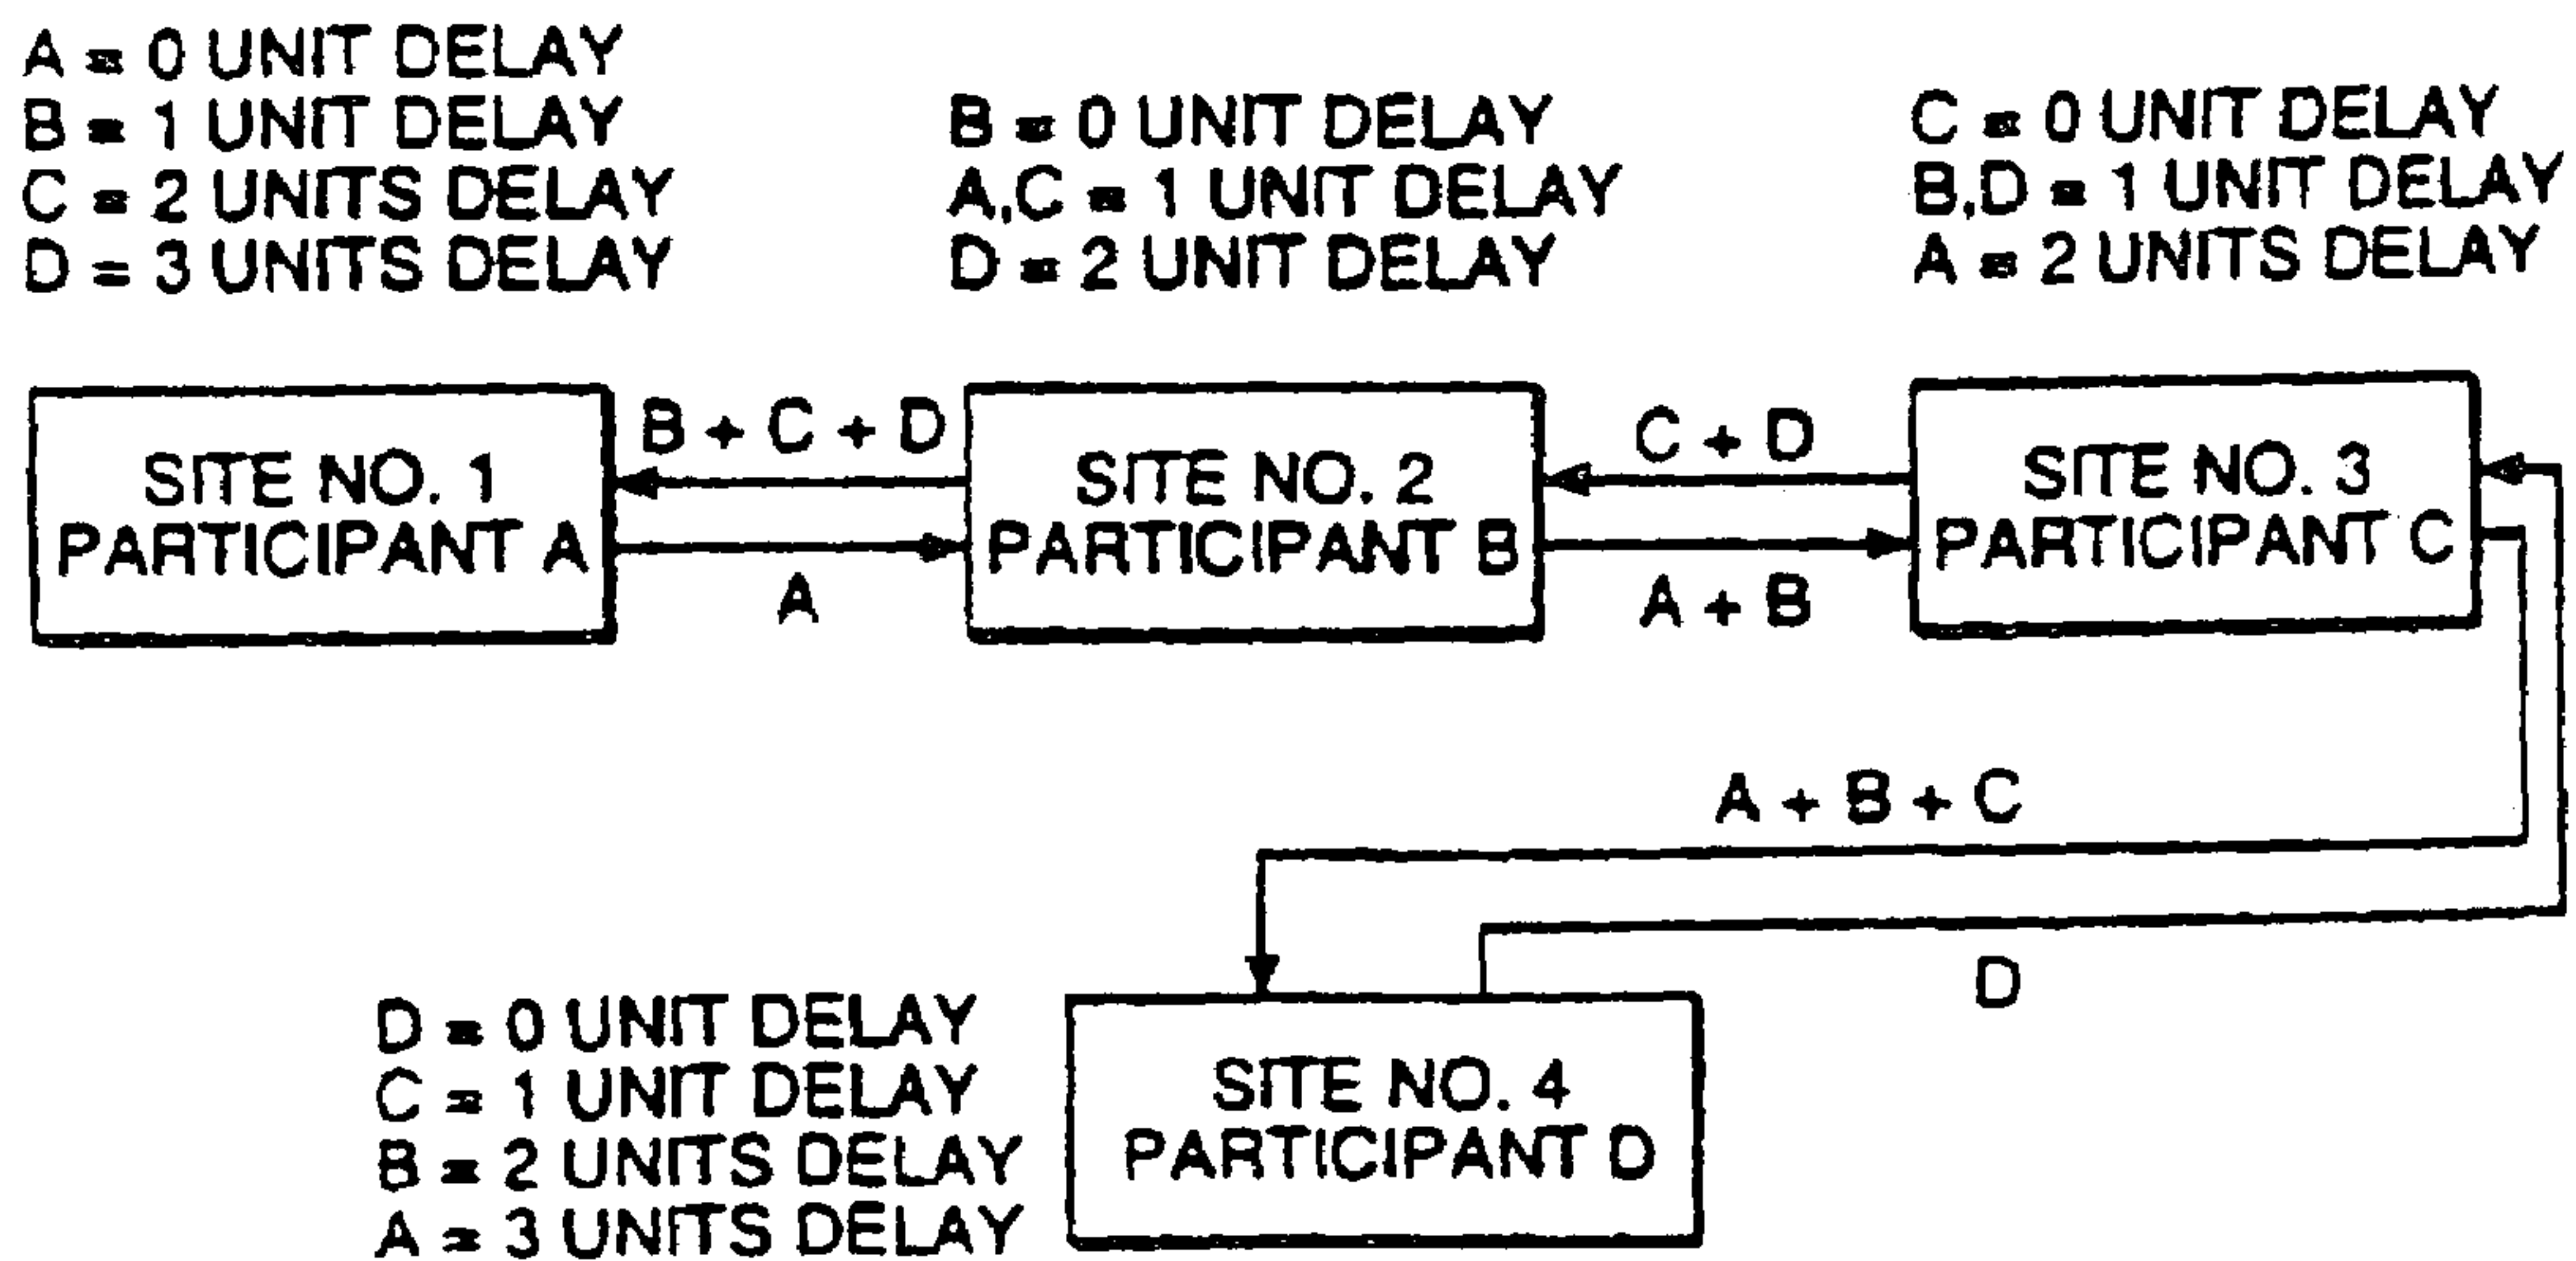 A = 0 UNIT DELAY
B = 1 UNIT DELAY
C = 2 UNITS DELAY
D = 3 UNITS DELAY
B = 0 UNIT DELAY
A,C = 1 UNIT DELAY
D = 2 UNIT DELAY
C = 0 UNIT DELAY
B,D = 1 UNIT DELAY
A = 2 UNITS DELAY
SITE NO. 1
PARTICIPANT A
B + C + D
A
SITE NO. 2
PARTICIPANT B
C + D
A + B
SITE NO. 3
PARTICIPANT C
A + B + C
D
D = 0 UNIT DELAY
C = 1 UNIT DELAY
B = 2 UNITS DELAY
A = 3 UNITS DELAY
SITE NO. 4
PARTICIPANT D